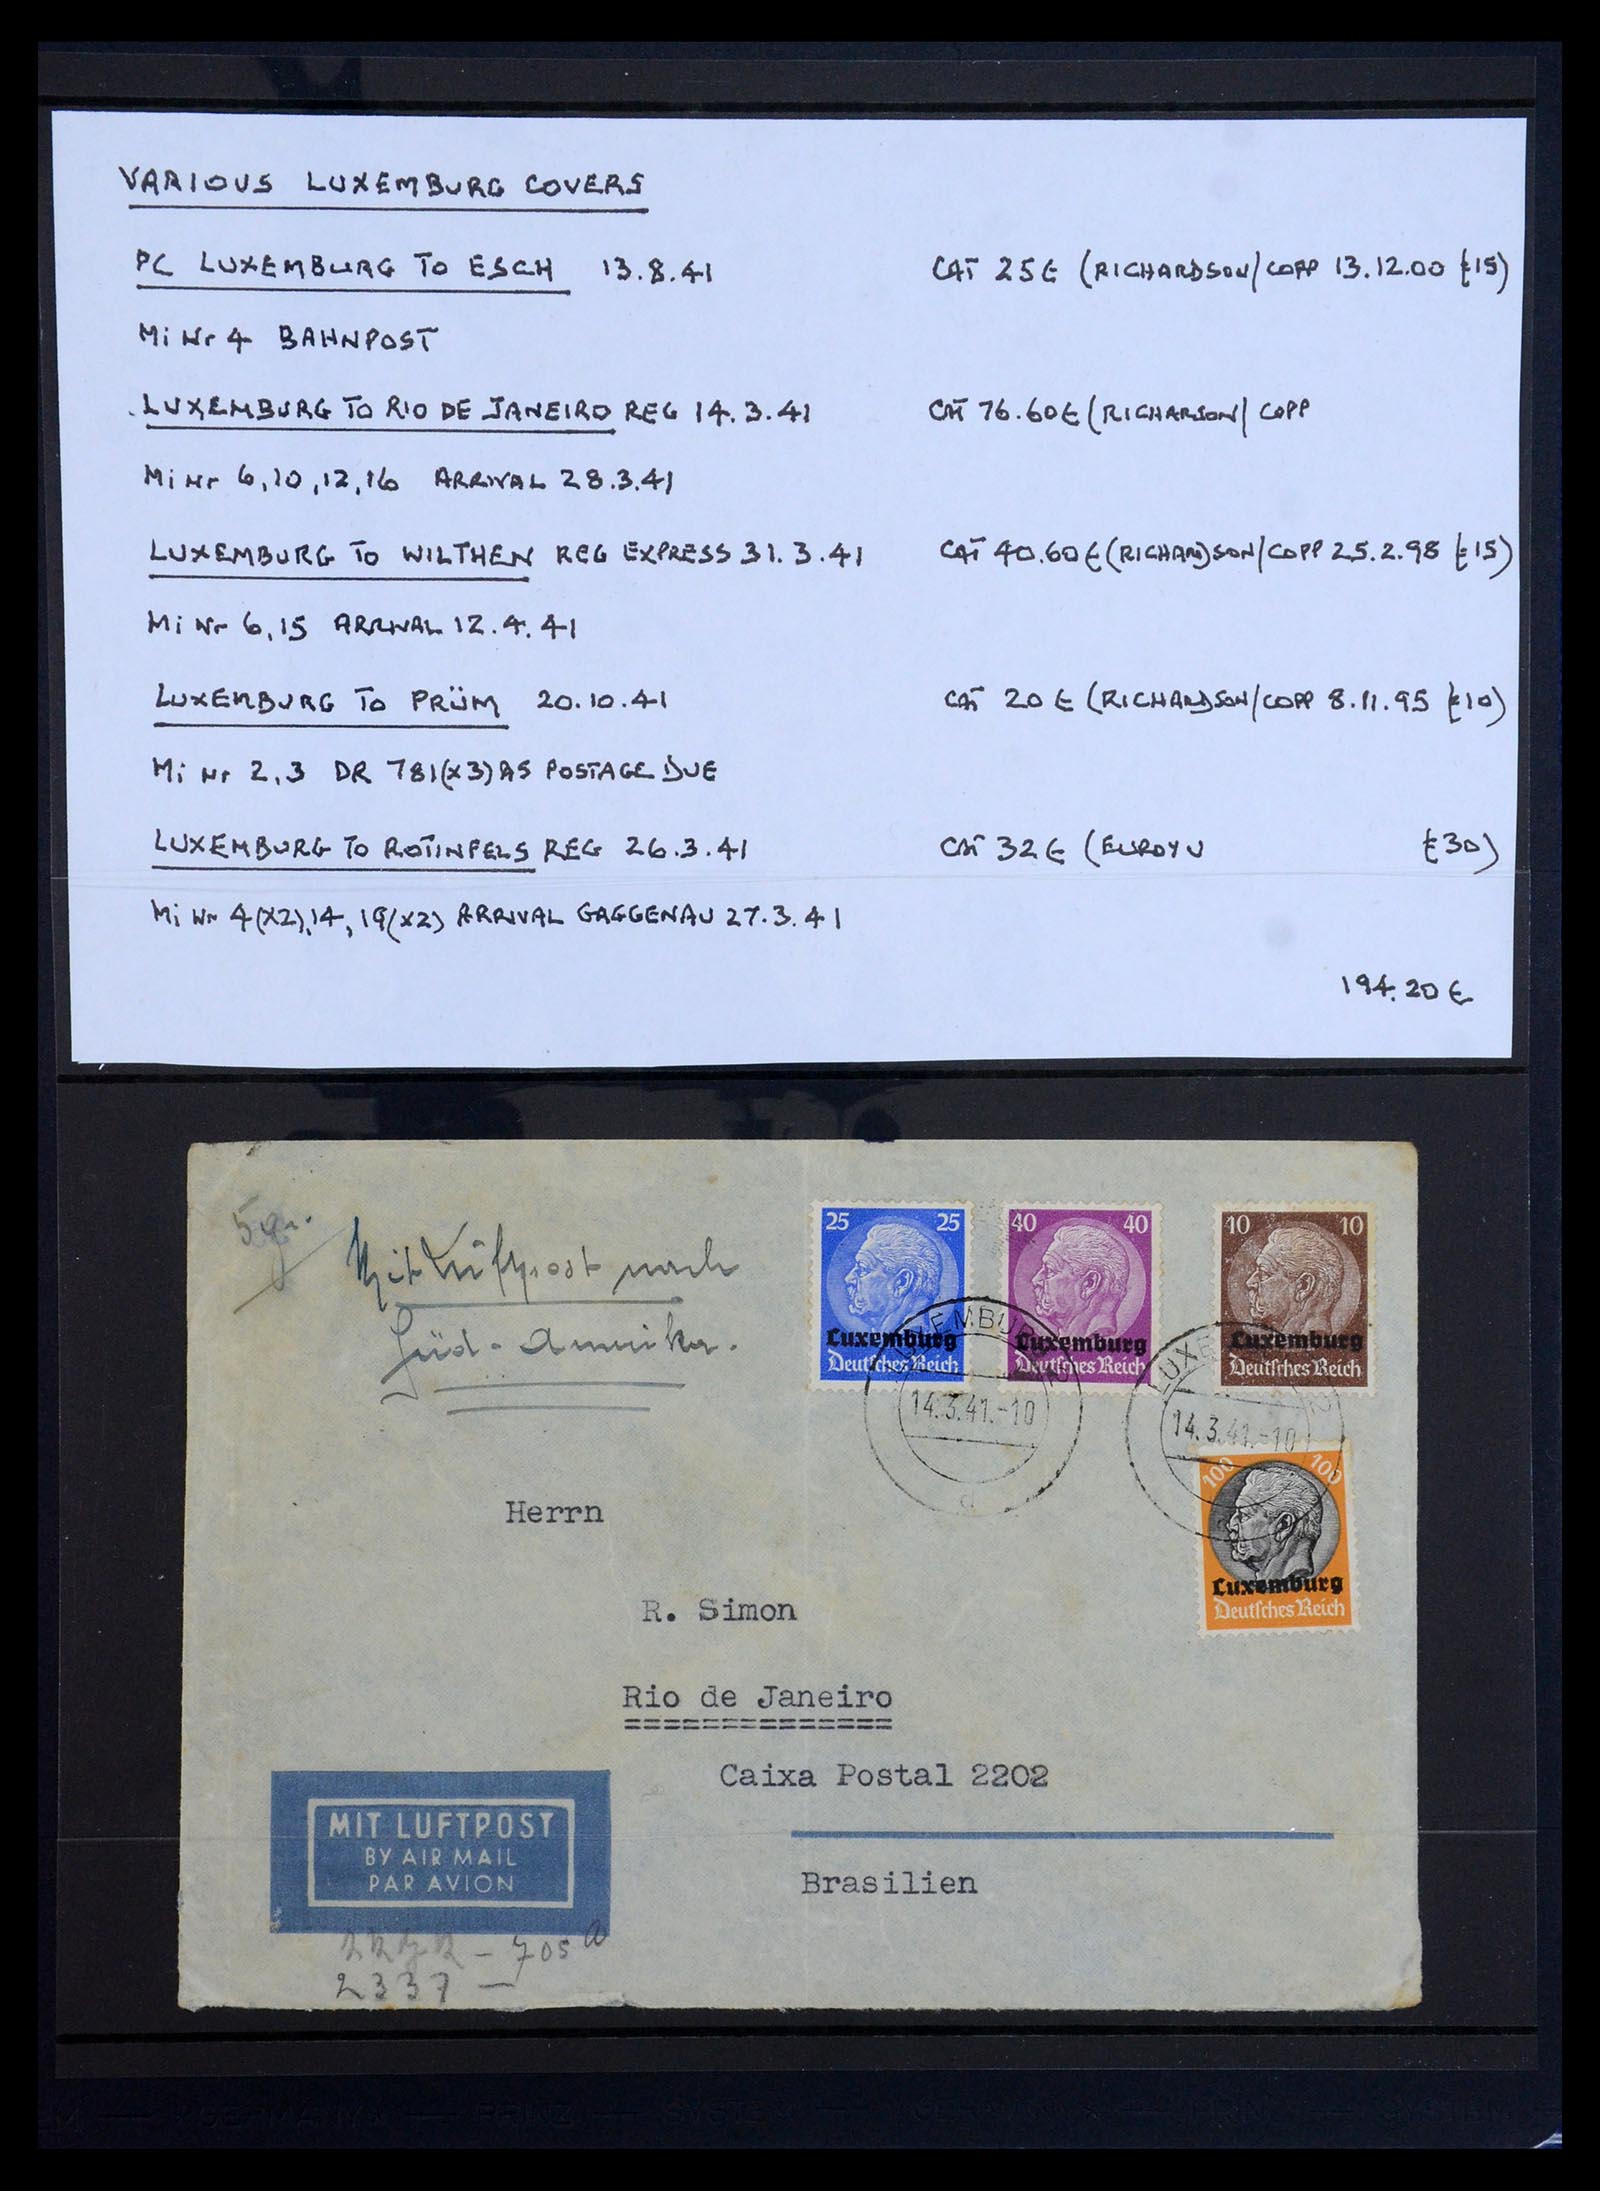 VARIOUS LUXEMBURG COVERS
PC LUXEMBURG TO ESCH 13.8.41 CAT 25€ (RICHARDSON/COPP 13.12.00 £15)
Mi Nr 4 BAHNPOST
LUXEMBURG TO RIO DE JANEIRO REG 14.3.41 CAT 76.60€ (RICHARSON/COPP
Mi Nr 6,10,12,16 ARRIVAL 28.3.41
LUXEMBURG TO WILTHEN REG EXPRESS 31.3.41 CAT 40.60€ (RICHARDSON/COPP 25.2.98 £15)
Mi Nr 6,15 ARRIVAL 12.4.41
LUXEMBURG TO PRÜM 20.10.41 CAT 20€ (RICHARDSON/COPP 8.11.95 £10)
Mi Nr 2,3 DR 781(x3) AS POSTAGE DUE
LUXEMBURG TO ROTINFELS REG 26.3.41 CAT 32€ (EUROYU £30)
Mi Nr 4(X2),14,19(x2) ARRIVAL GAGGENAU 27.3.41
194.20€
Mit Luftpost nach
Süd-Amerika.
25 25
Luxemburg
Deutsches Reich
40 40
Luxemburg
Deutsches Reich
10 10
Luxemburg
Deutsches Reich
LUXEMBURG
14.3.41.-10
d
14.3.41.-10
100 100
Luxemburg
Deutsches Reich
Herrn
R. Simon
Rio de Janeiro
==============
Caixa Postal 2202
Brasilien
MIT LUFTPOST
BY AIR MAIL
PAR AVION
705
2337 —